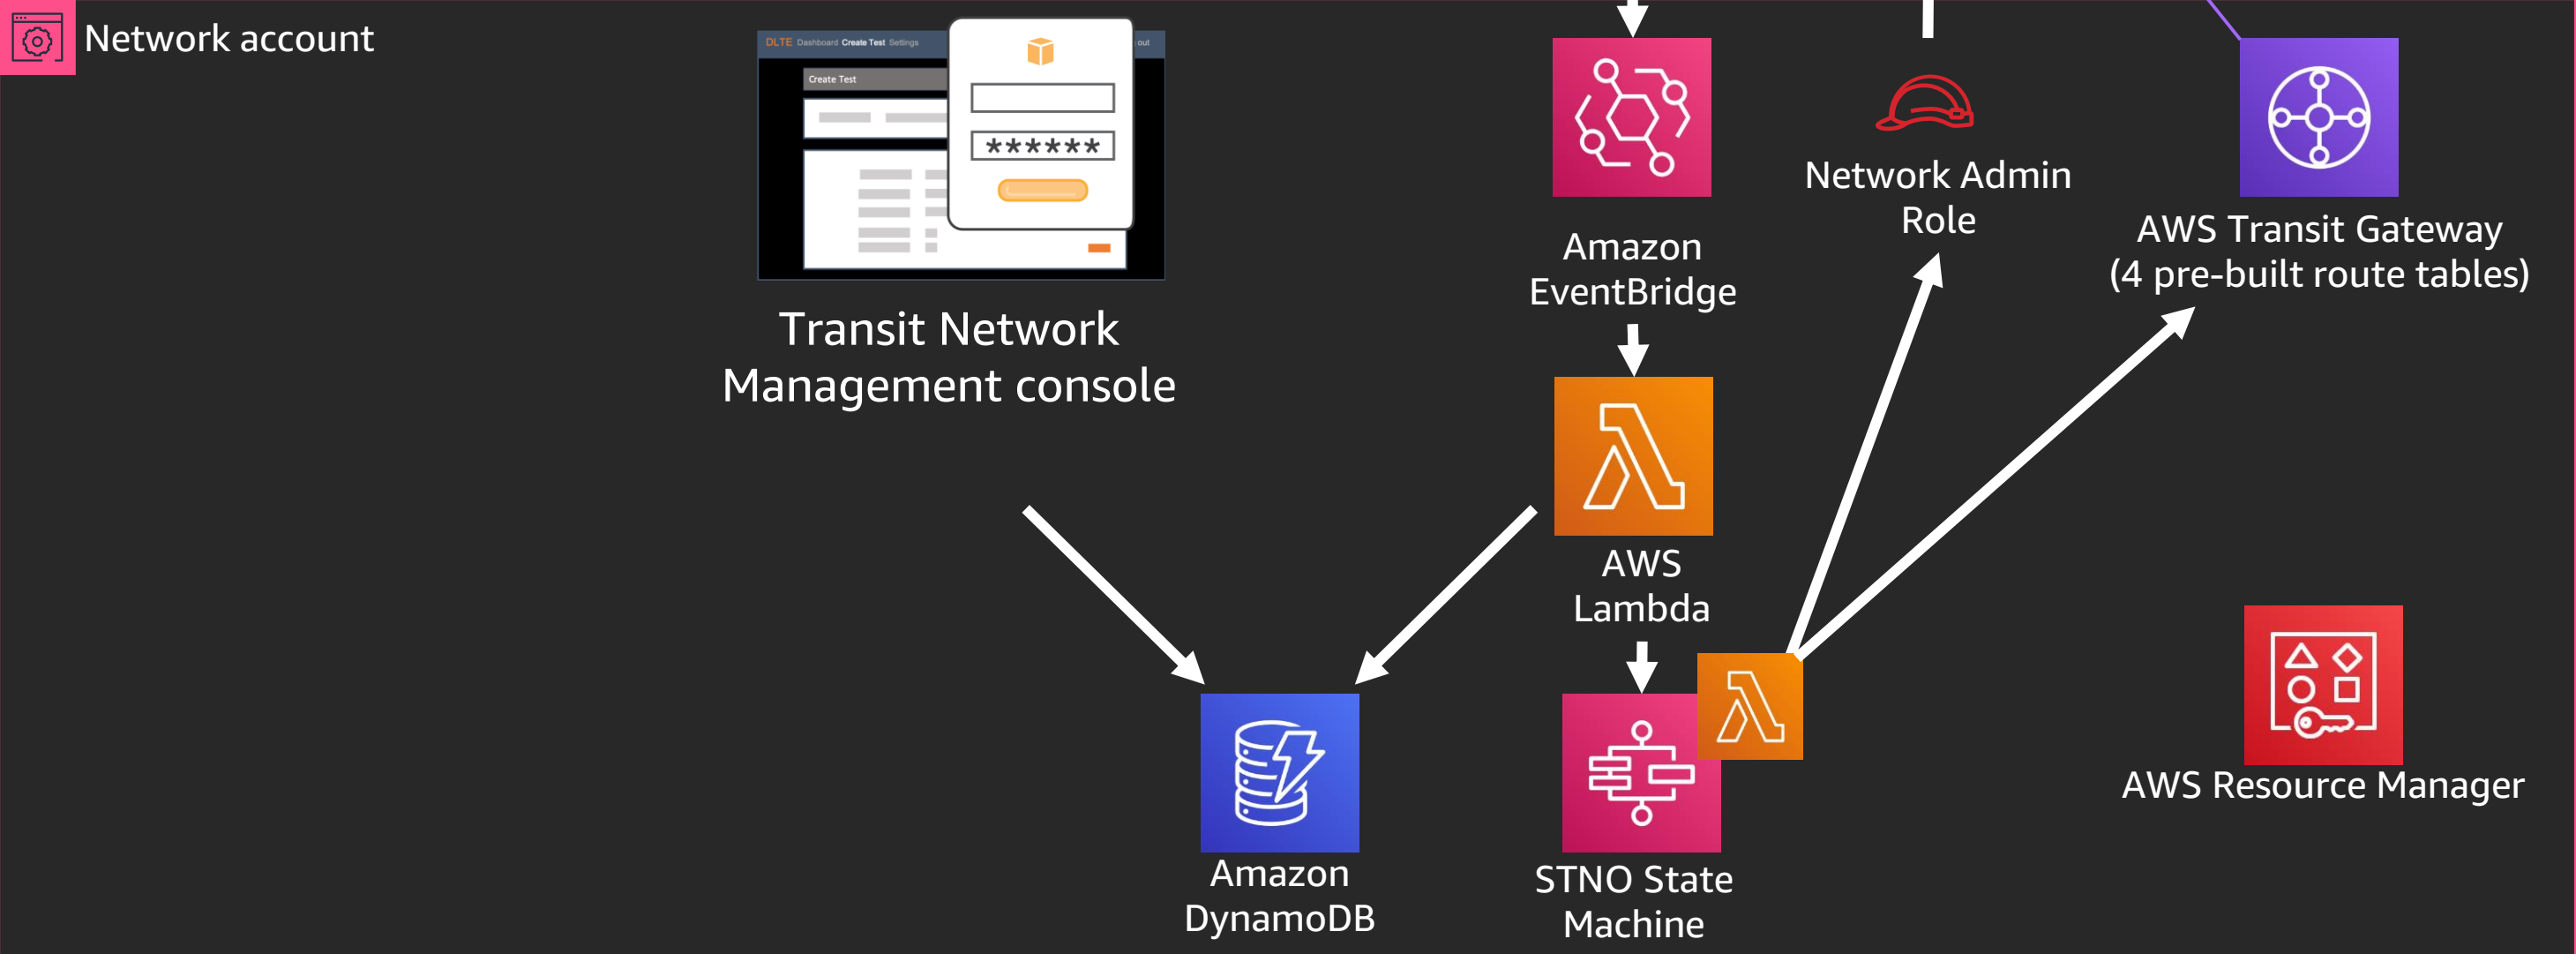 Network account
DLTE Dashboard Create Test Settings
out
Create Test
******
Transit Network
Management console
Amazon
EventBridge
Network Admin
Role
AWS Transit Gateway
(4 pre-built route tables)
AWS
Lambda
AWS Resource Manager
Amazon
DynamoDB
STNO State
Machine